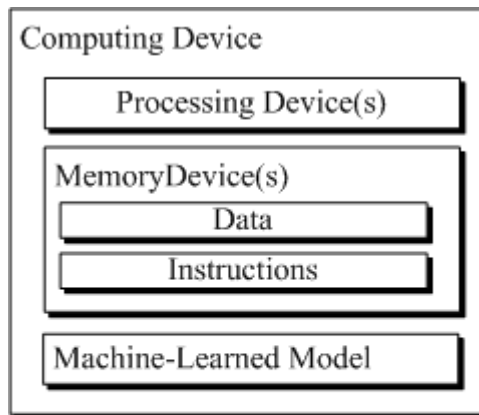 Computing Device
Processing Device(s)
MemoryDevice(s)
Data
Instructions
Machine-Learned Model